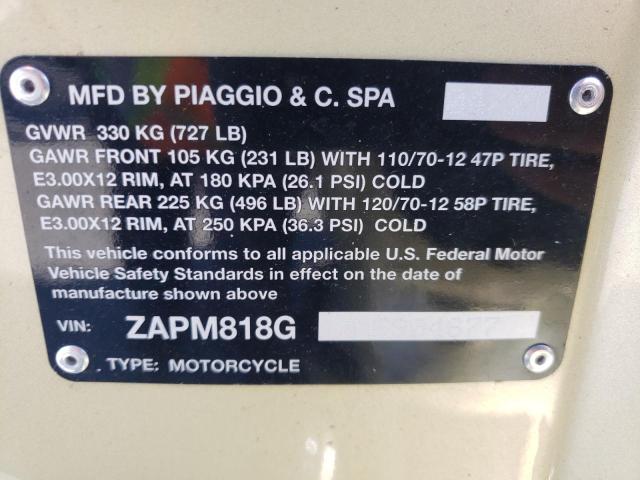 MFD BY PIAGGIO & C. SPA
GVWR 330 KG (727 LB)
GAWR FRONT 105 KG (231 LB) WITH 110/70-12 47P TIRE,
E3.00X12 RIM, AT 180 KPA (26.1 PSI) COLD
GAWR REAR 225 KG (496 LB) WITH 120/70-12 58P TIRE,
E3.00X12 RIM, AT 250 KPA (36.3 PSI) COLD
This vehicle conforms to all applicable U.S. Federal Motor
Vehicle Safety Standards in effect on the date of
manufacture shown above
VIN: ZAPM818G
TYPE: MOTORCYCLE